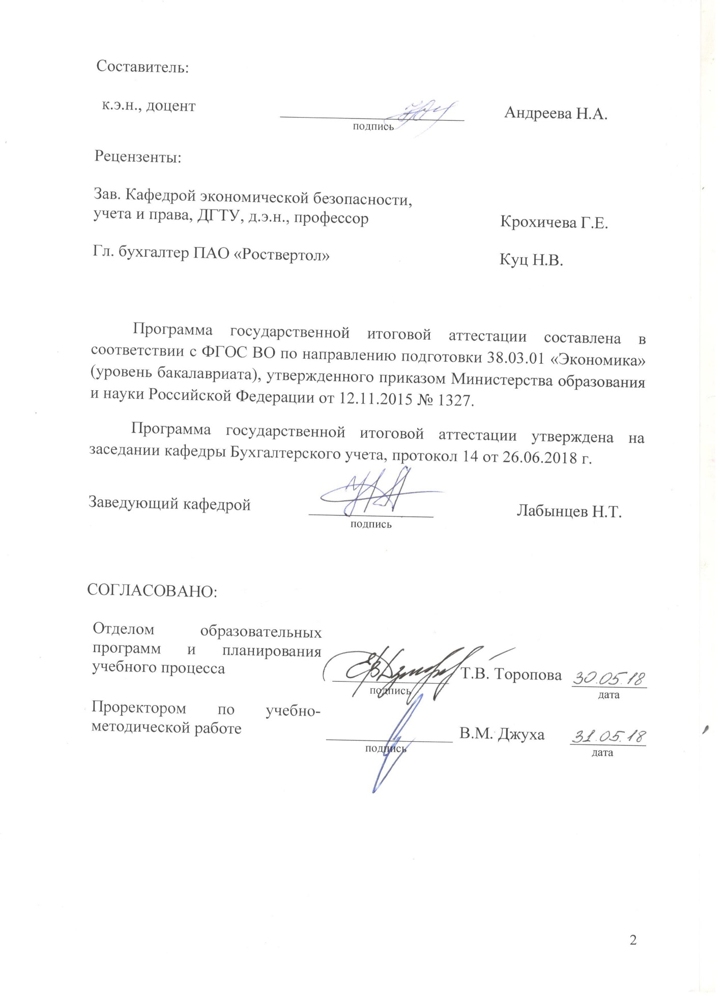 Составитель:
к.э.н., доцент
Андреева Н.А.
подпись
Рецензенты:
Зав. Кафедрой экономической безопасности,
учета и права, ДГТУ, д.э.н., профессор
Крохичева Г.Е.
Гл. бухгалтер ПАО «Роствертол»
Куц Н.В.
Программа государственной итоговой аттестации составлена в
соответствии с ФГОС ВО по направлению подготовки 38.03.01 «Экономика»
(уровень бакалавриата), утвержденного приказом Министерства образования
и науки Российской Федерации от 12.11.2015 № 1327.
Программа государственной итоговой аттестации утверждена на
заседании кафедры Бухгалтерского учета, протокол 14 от 26.06.2018 г.
Заведующий кафедрой
Лабынцев Н.Т.
подпись
СОГЛАСОВАНО:
Отделом образовательных
программ и планирования
учебного процесса
Т.В. Торопова 30.05.18
подпись
дата
Проректором по учебно-
методической работе
В.М. Джуха 31.05.18
подпись
дата
2